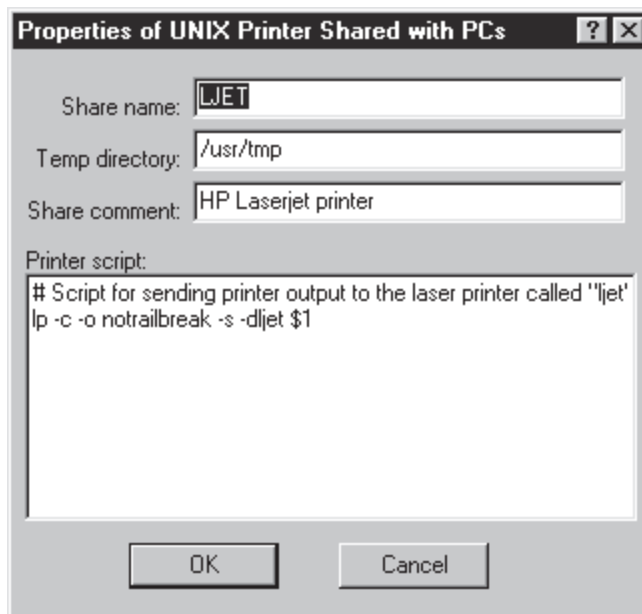 Properties of UNIX Printer Shared with PCs
Share name: LJET
Temp directory: /usr/tmp
Share comment: HP Laserjet printer
Printer script:
# Script for sending printer output to the laser printer called "ljet'
lp -c -o notrailbreak -s -dljet $1
OK Cancel